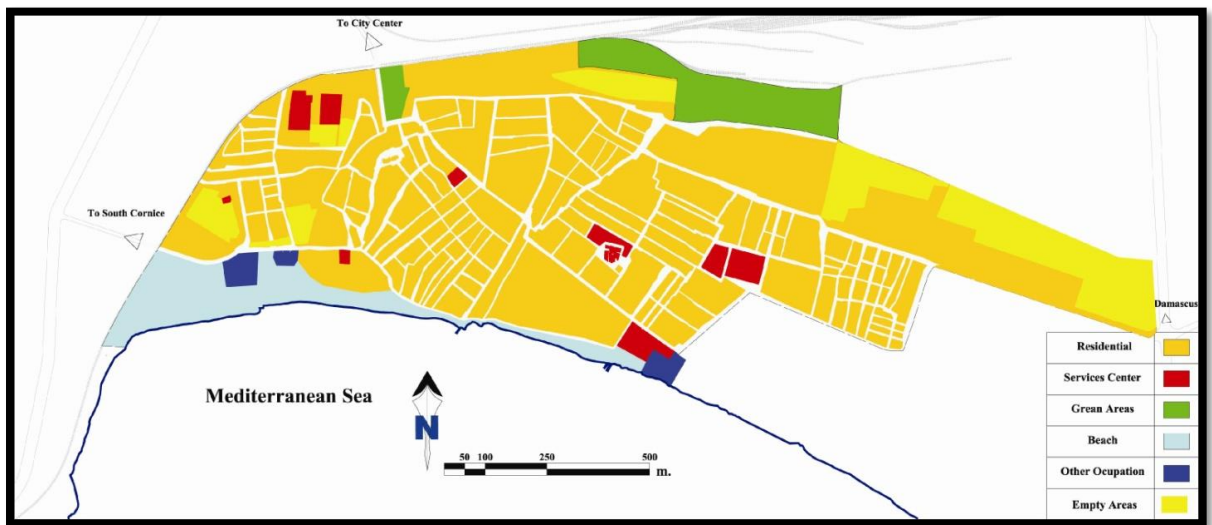 To City Center
To South Cornice
Damascus
Mediterranean Sea
N
50 100 250 500
m.
Residential
Services Center
Grean Areas
Beach
Other Ocupation
Empty Areas